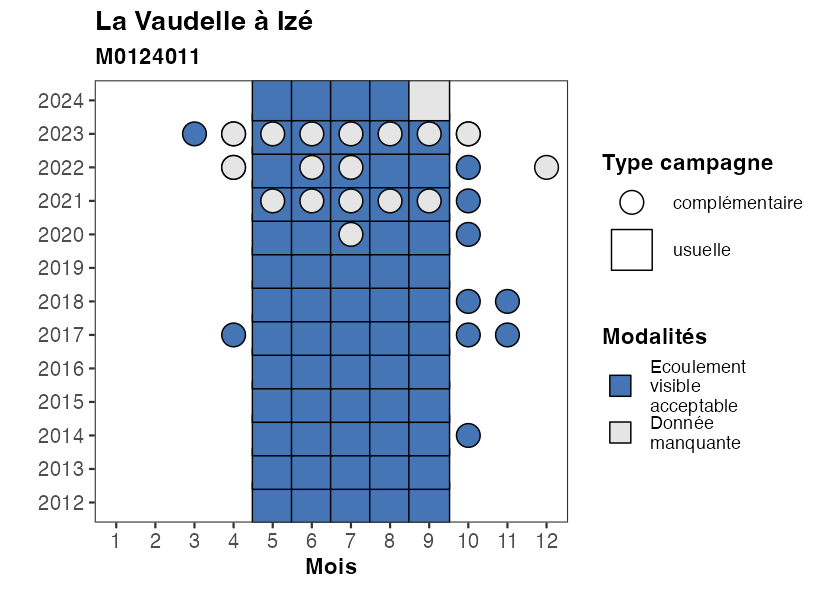 La Vaudelle à Izé
M0124011
2024
2023
2022
2021
2020
2019
2018
2017
2016
2015
2014
2013
2012
1 2 3 4 5 6 7 8 9 10 11 12
Mois
Type campagne
complémentaire
usuelle
Modalités
Ecoulement
visible
acceptable
Donnée
manquante